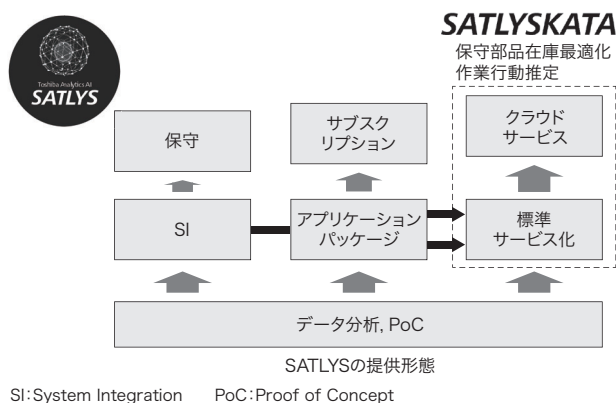 SATLYSKATA
保守部品在庫最適化
作業行動推定
Toshiba Analytics AI
SATLYS
保守
サブスク
リプション
クラウド
サービス
SI
アプリケーション
パッケージ
標準
サービス化
データ分析, PoC
SATLYSの提供形態
SI:System Integration PoC:Proof of Concept